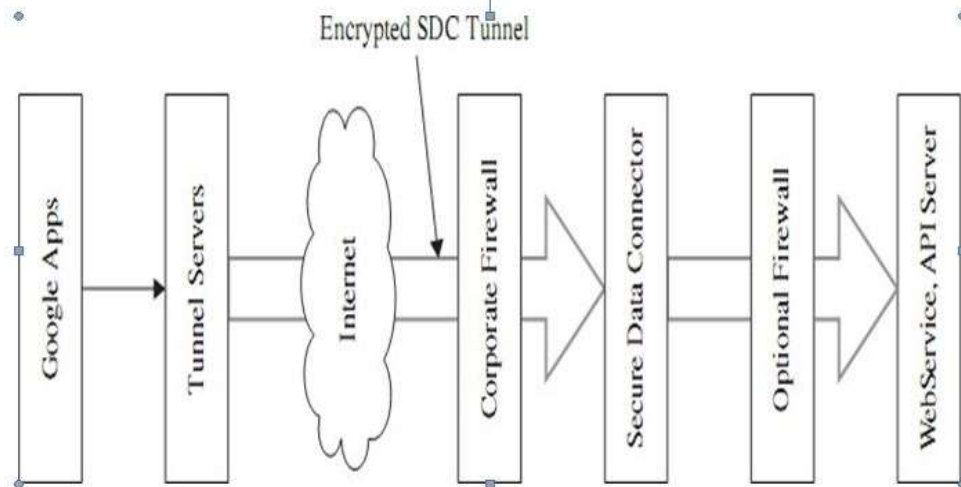 Encrypted SDC Tunnel
Google Apps
Tunnel Servers
Internet
Corporate Firewall
Secure Data Connector
Optional Firewall
WebService, API Server